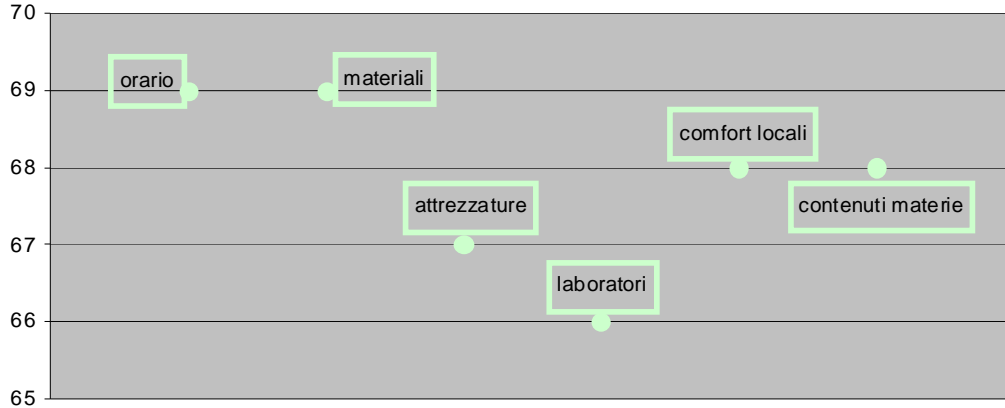 70
orario
materiali
69
comfort locali
68
attrezzature
contenuti materie
67
laboratori
66
65